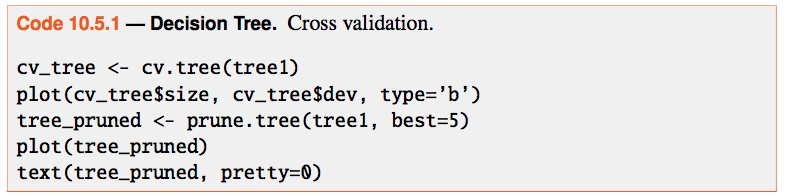 Code 10.5.1 — Decision Tree. Cross validation.
cv_tree <- cv.tree(tree1)
plot(cv_tree$size, cv_tree$dev, type=’b’)
tree_pruned <- prune.tree(tree1, best=5)
plot(tree_pruned)
text(tree_pruned, pretty=0)